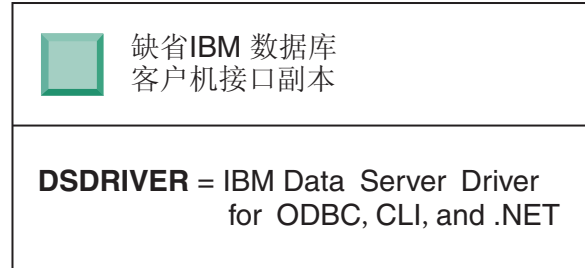 缺省IBM 数据库
客户机接口副本
DSDRIVER = IBM Data Server Driver
for ODBC, CLI, and .NET